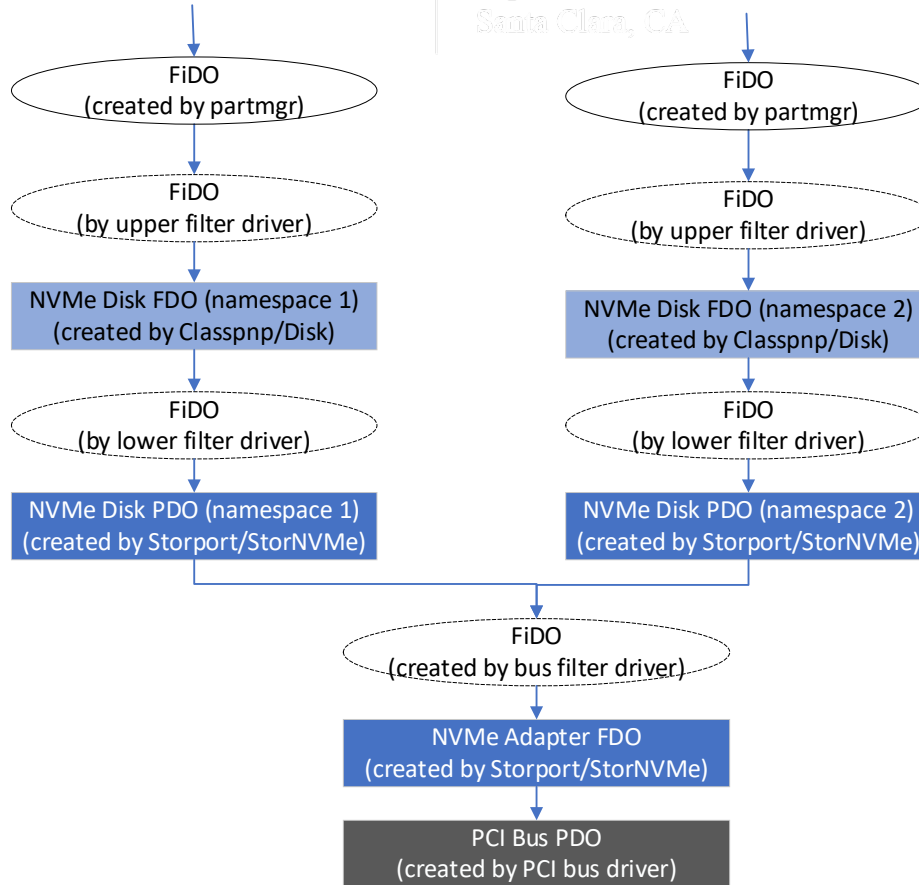 Santa Clara, CA
FiDO
(created by partmgr)
FiDO
(created by partmgr)
FiDO
(by upper filter driver)
FiDO
(by upper filter driver)
NVMe Disk FDO (namespace 1)
(created by Classpnp/Disk)
NVMe Disk FDO (namespace 2)
(created by Classpnp/Disk)
FiDO
(by lower filter driver)
FiDO
(by lower filter driver)
NVMe Disk PDO (namespace 1)
(created by Storport/StorNVMe)
NVMe Disk PDO (namespace 2)
(created by Storport/StorNVMe)
FiDO
(created by bus filter driver)
NVMe Adapter FDO
(created by Storport/StorNVMe)
PCI Bus PDO
(created by PCI bus driver)